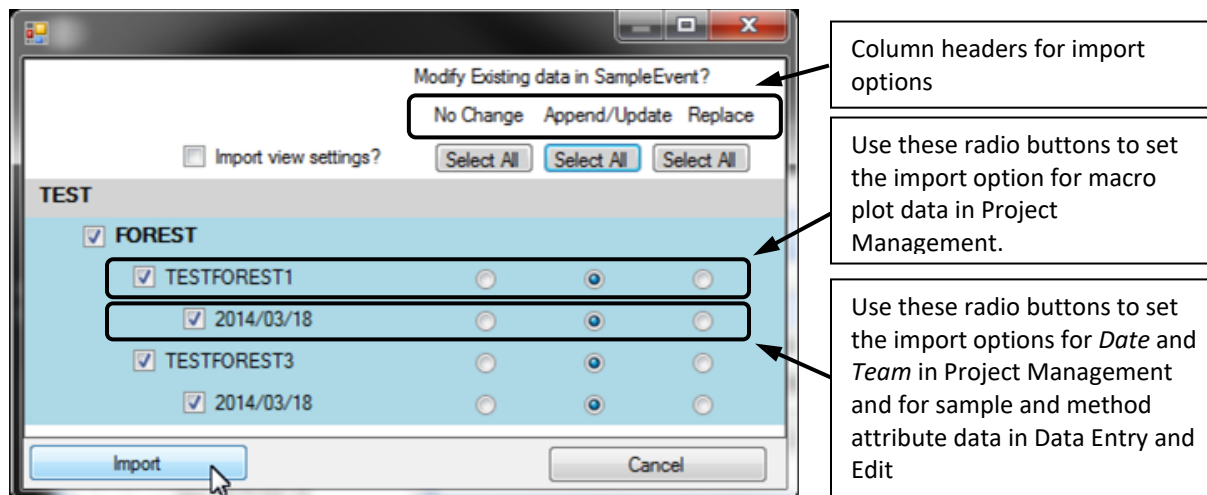 Modify Existing data in SampleEvent?
No Change Append/Update Replace
Import view settings? Select All Select All Select All
TEST
FOREST
TESTFOREST1
2014/03/18
TESTFOREST3
2014/03/18
Import Cancel
Column headers for import
options
Use these radio buttons to set
the import option for macro
plot data in Project
Management.
Use these radio buttons to set
the import options for Date and
Team in Project Management
and for sample and method
attribute data in Data Entry and
Edit